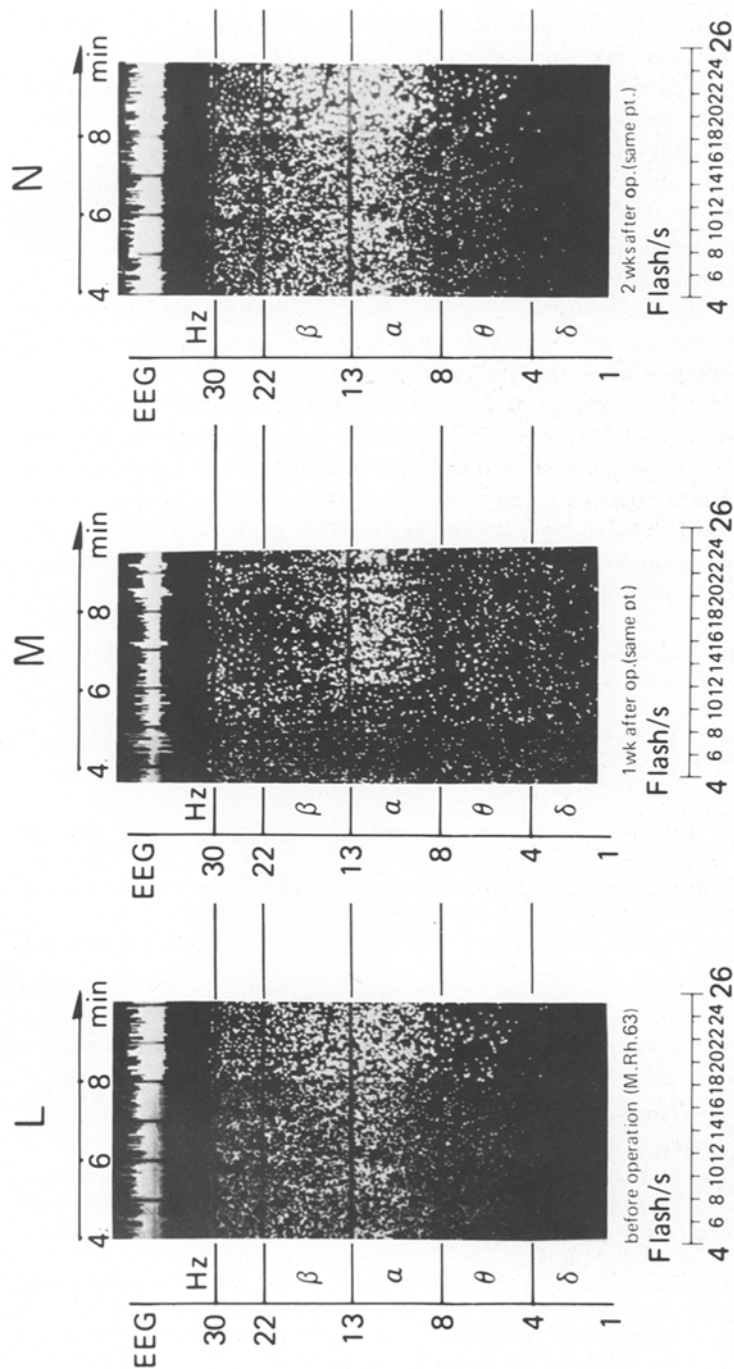 L
4 6 8 min
EEG
Hz
30
22
β
13
α
8
θ
4
δ
1
before operation (M.Rh.63)
Flash/s
4 6 8 10 12 14 16 18 20 22 24 26
M
4 6 8 min
EEG
Hz
30
22
β
13
α
8
θ
4
δ
1
1wk after op.(same pt)
Flash/s
4 6 8 10 12 14 16 18 20 22 24 26
N
4 6 8 min
EEG
Hz
30
22
β
13
α
8
θ
4
δ
1
2 wks after op.(same pt.)
Flash/s
4 6 8 10 12 14 16 18 20 22 24 26